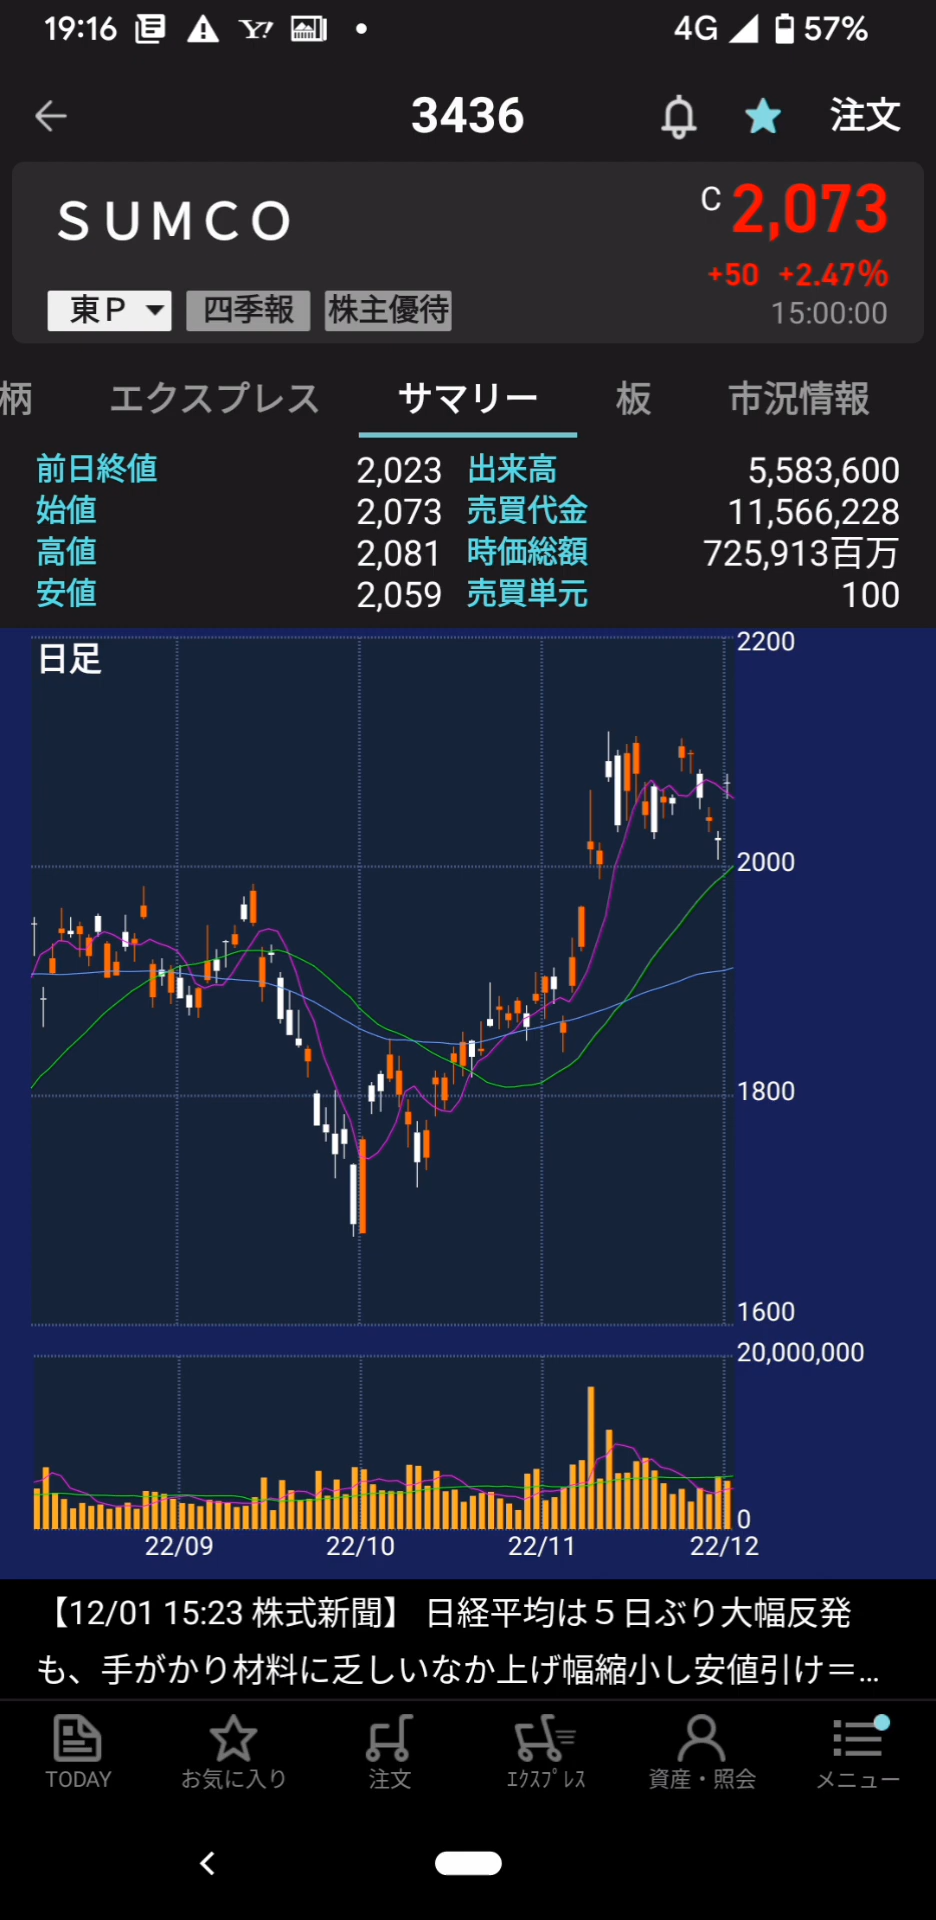 19:16 Y! 4G 57%
3436 注文
ＳＵＭＣＯ C 2,073
+50 +2.47%
東Ｐ 四季報 株主優待 15:00:00
柄 エクスプレス サマリー 板 市況情報
前日終値 2,023 出来高 5,583,600
始値 2,073 売買代金 11,566,228
高値 2,081 時価総額 725,913百万
安値 2,059 売買単元 100
日足
2200
2000
1800
1600
20,000,000
0
22/09 22/10 22/11 22/12
【12/01 15:23 株式新聞】 日経平均は５日ぶり大幅反発
も、手がかり材料に乏しいなか上げ幅縮小し安値引け＝...
TODAY お気に入り 注文 ｴｸｽﾌﾟﾚｽ 資産・照会 メニュー